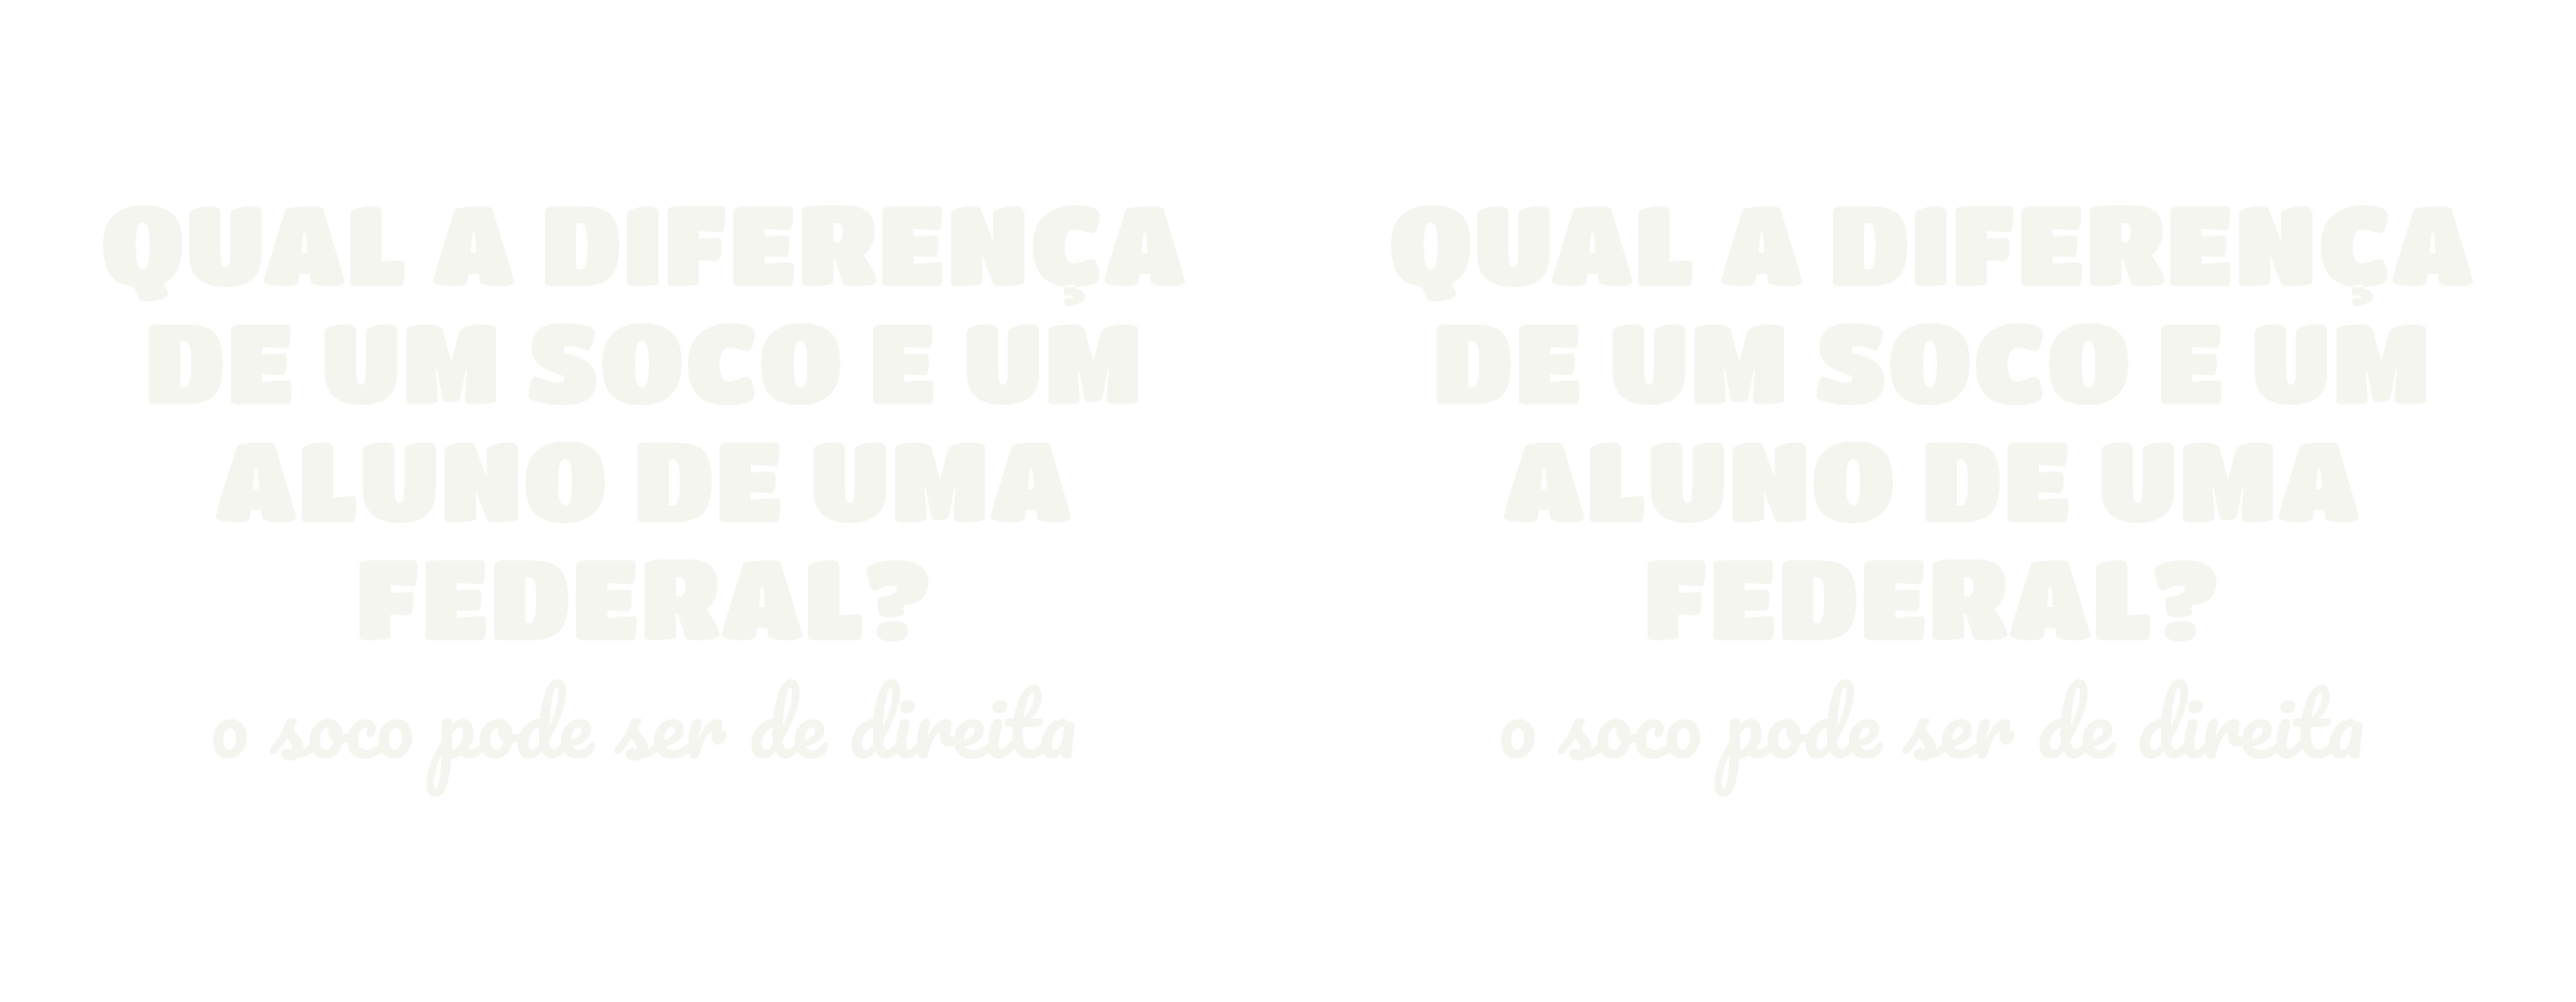 QUAL A DIFERENÇA
DE UM SOCO E UM
ALUNO DE UMA
FEDERAL?
o soco pode ser de direita
QUAL A DIFERENÇA
DE UM SOCO E UM
ALUNO DE UMA
FEDERAL?
o soco pode ser de direita